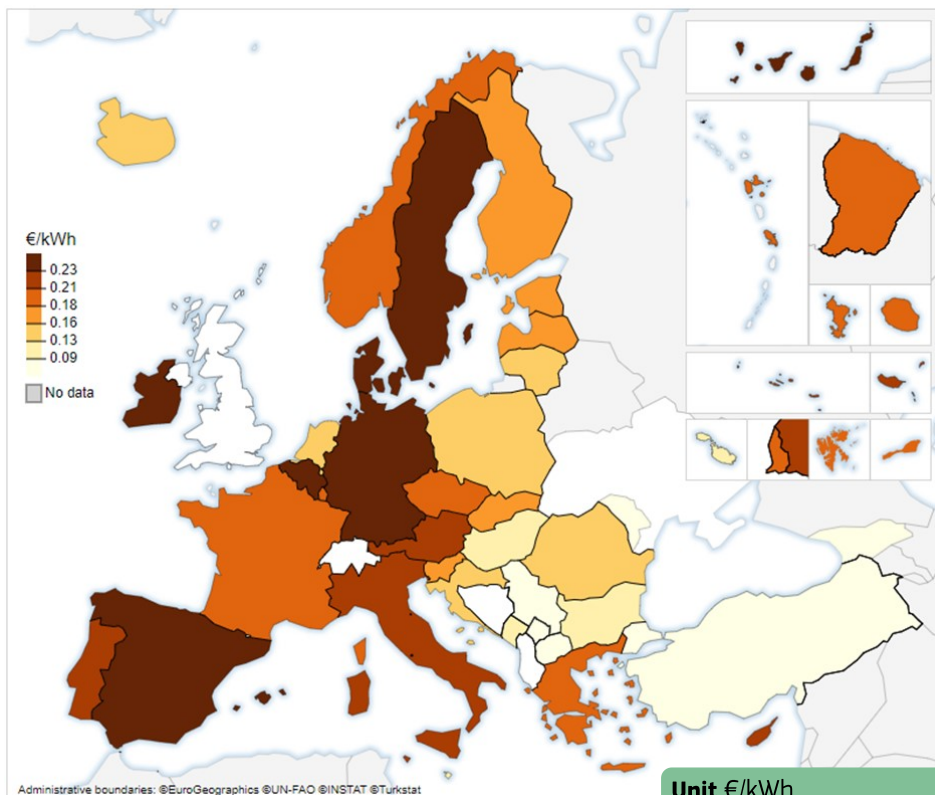 €/kWh
0.23
0.21
0.18
0.16
0.13
0.09
No data
Administrative boundaries: ©EuroGeographics ©UN-FAO ©INSTAT ©Turkstat
Unit €/kWh